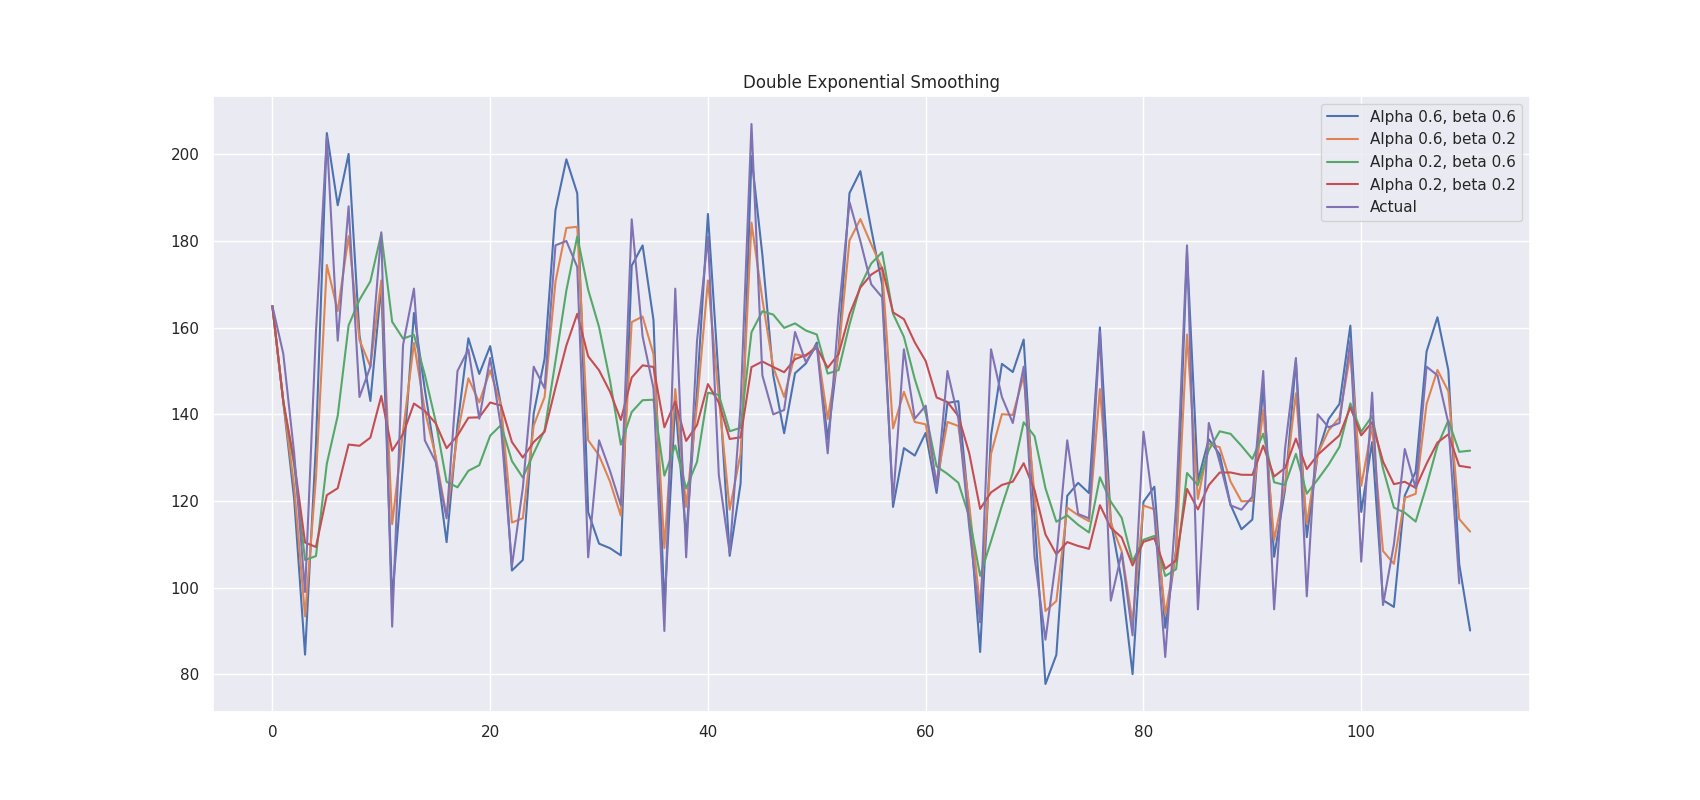 Double Exponential Smoothing
Alpha 0.6, beta 0.6
Alpha 0.6, beta 0.2
Alpha 0.2, beta 0.6
Alpha 0.2, beta 0.2
Actual
200
180
160
140
120
100
80
0 20 40 60 80 100